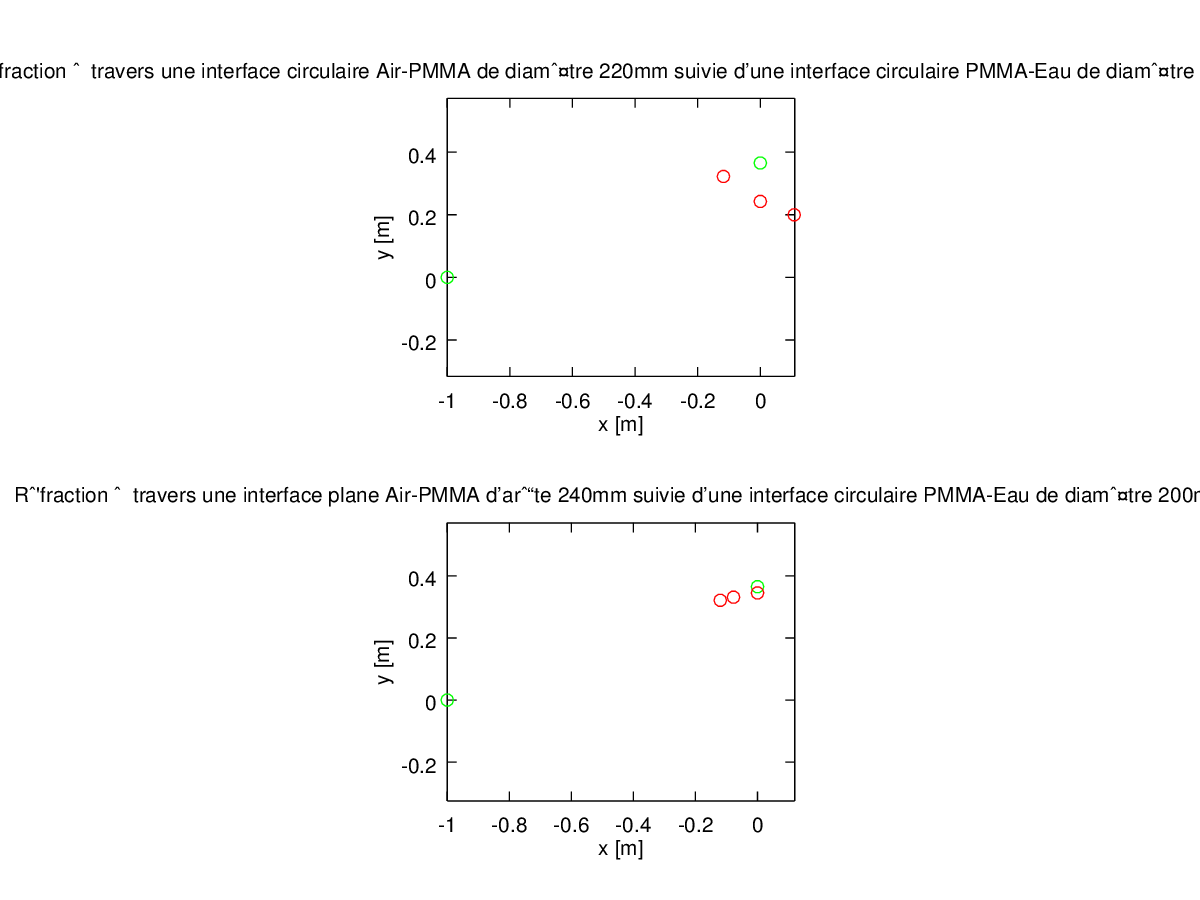 fraction ˆ travers une interface circulaire Air-PMMA de diamˆ¤tre 220mm suivie d'une interface circulaire PMMA-Eau de diamˆ¤tre
0.4
0.2
0
-0.2
y [m]
-1 -0.8 -0.6 -0.4 -0.2 0
x [m]
Rˆ'fraction ˆ travers une interface plane Air-PMMA d'arˆ“te 240mm suivie d'une interface circulaire PMMA-Eau de diamˆ¤tre 200m
0.4
0.2
0
-0.2
y [m]
-1 -0.8 -0.6 -0.4 -0.2 0
x [m]